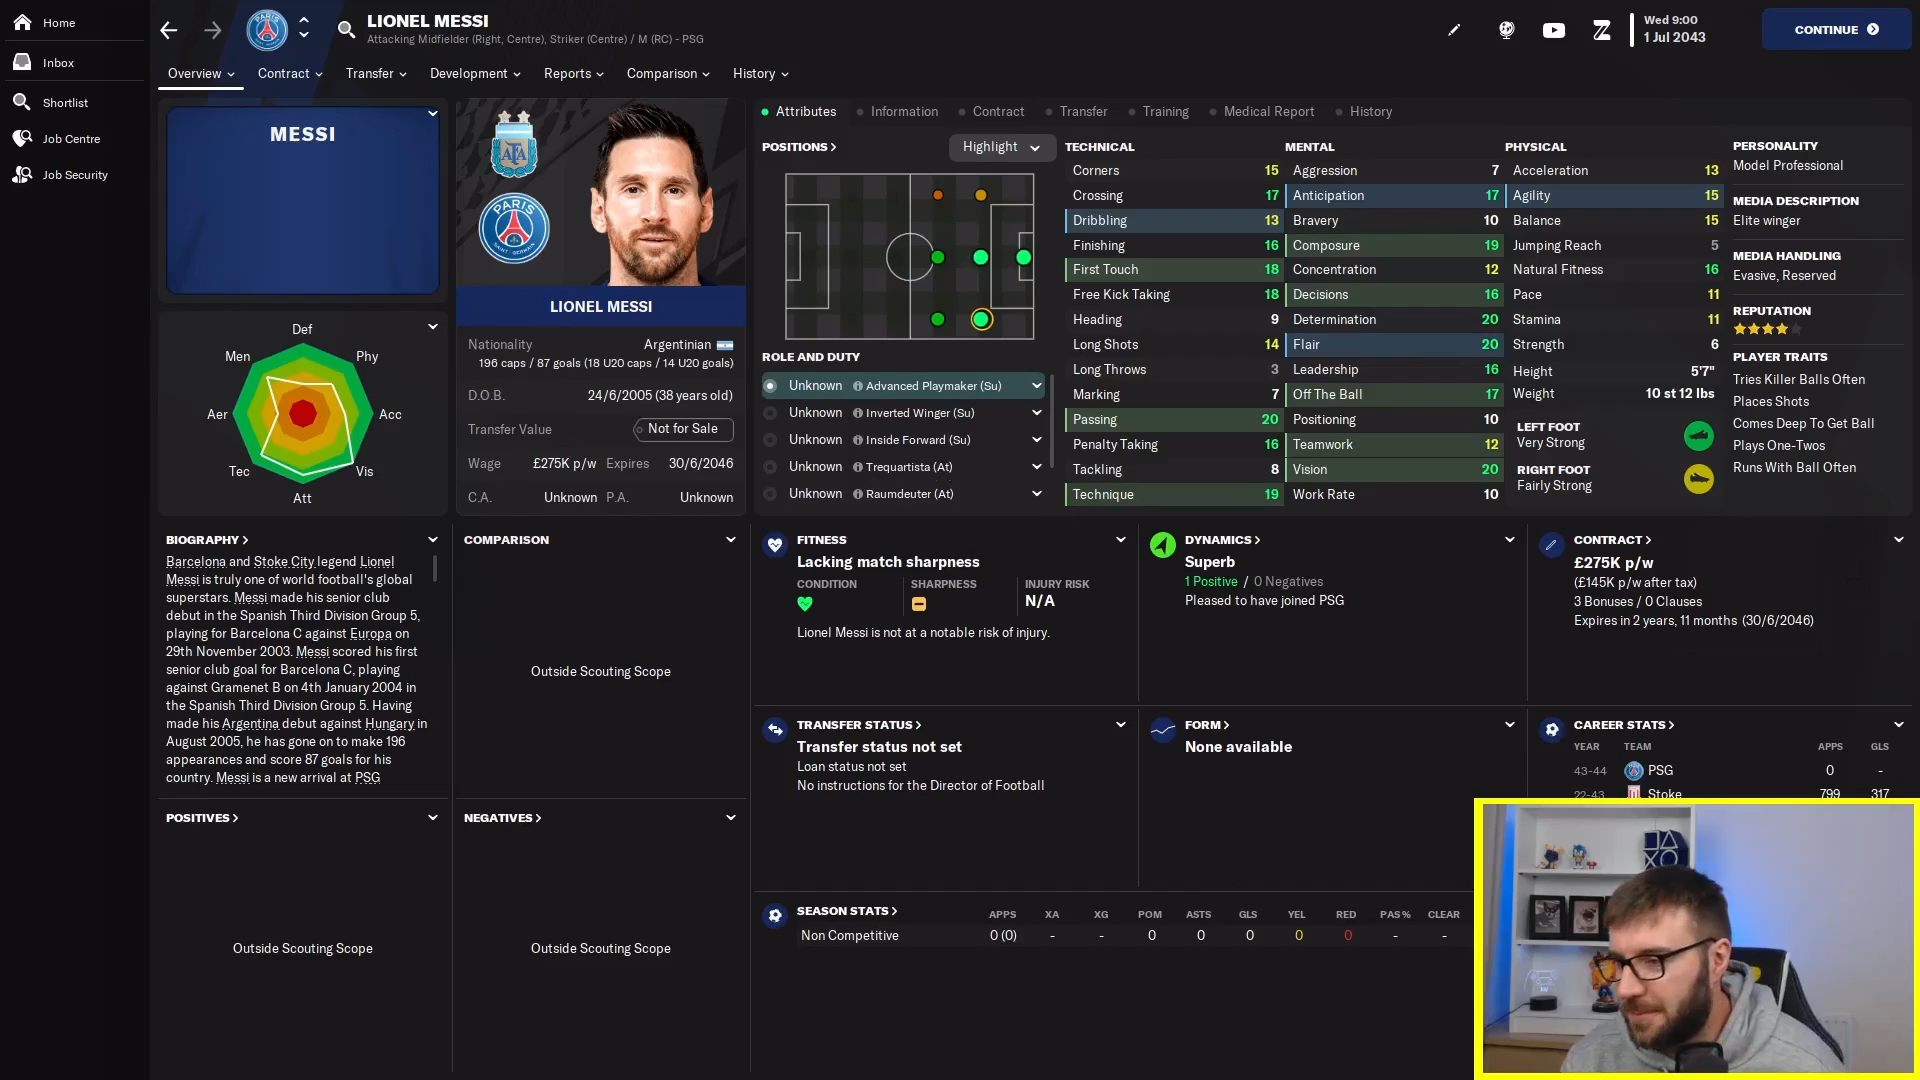 Home
Inbox
Shortlist
Job Centre
Job Security
LIONEL MESSI
Attacking Midfielder (Right, Centre), Striker (Centre) / M (RC) - PSG
Wed 9:00
1 Jul 2043
CONTINUE
Overview
Contract
Transfer
Development
Reports
Comparison
History
MESSI
Def
Men
Phy
Aer
Acc
Tec
Vis
Att
PARIS
SAINT GERMAIN
AFA
LIONEL MESSI
Nationality Argentinian
196 caps / 87 goals (18 U20 caps / 14 U20 goals)
D.O.B. 24/6/2005 (38 years old)
Transfer Value Not for Sale
Wage £275K p/w Expires 30/6/2046
C.A. Unknown P.A. Unknown
Attributes
Information
Contract
Transfer
Training
Medical Report
History
POSITIONS >
Highlight
ROLE AND DUTY
Unknown Advanced Playmaker (Su)
Unknown Inverted Winger (Su)
Unknown Inside Forward (Su)
Unknown Trequartista (At)
Unknown Raumdeuter (At)
TECHNICAL
Corners 15
Crossing 17
Dribbling 13
Finishing 16
First Touch 18
Free Kick Taking 18
Heading 9
Long Shots 14
Long Throws 3
Marking 7
Passing 20
Penalty Taking 16
Tackling 8
Technique 19
MENTAL
Aggression 7
Anticipation 17
Bravery 10
Composure 19
Concentration 12
Decisions 16
Determination 20
Flair 20
Leadership 16
Off The Ball 17
Positioning 10
Teamwork 12
Vision 20
Work Rate 10
PHYSICAL
Acceleration 13
Agility 15
Balance 15
Jumping Reach 5
Natural Fitness 16
Pace 11
Stamina 11
Strength 6
Height 5'7"
Weight 10 st 12 lbs
LEFT FOOT
Very Strong
RIGHT FOOT
Fairly Strong
PERSONALITY
Model Professional
MEDIA DESCRIPTION
Elite winger
MEDIA HANDLING
Evasive, Reserved
REPUTATION
PLAYER TRAITS
Tries Killer Balls Often
Places Shots
Comes Deep To Get Ball
Plays One-Twos
Runs With Ball Often
BIOGRAPHY >
Barcelona and Stoke City legend Lionel
Messi is truly one of world football's global
superstars. Messi made his senior club
debut in the Spanish Third Division Group 5,
playing for Barcelona C against Europa on
29th November 2003. Messi scored his first
senior club goal for Barcelona C, playing
against Gramenet B on 4th January 2004 in
the Spanish Third Division Group 5. Having
made his Argentina debut against Hungary in
August 2005, he has gone on to make 196
appearances and score 87 goals for his
country. Messi is a new arrival at PSG
COMPARISON
Outside Scouting Scope
FITNESS
Lacking match sharpness
CONDITION
SHARPNESS
INJURY RISK
N/A
Lionel Messi is not at a notable risk of injury.
DYNAMICS >
Superb
1 Positive / 0 Negatives
Pleased to have joined PSG
CONTRACT >
£275K p/w
(£145K p/w after tax)
3 Bonuses / 0 Clauses
Expires in 2 years, 11 months (30/6/2046)
TRANSFER STATUS >
Transfer status not set
Loan status not set
No instructions for the Director of Football
FORM >
None available
CAREER STATS >
YEAR TEAM APPS GLS
43-44 PSG 0 -
22-43 Stoke 799 317
POSITIVES >
Outside Scouting Scope
NEGATIVES >
Outside Scouting Scope
SEASON STATS > APPS XA XG POM ASTS GLS YEL RED PAS % CLEAR
Non Competitive 0 (0) - - 0 0 0 0 0 - -